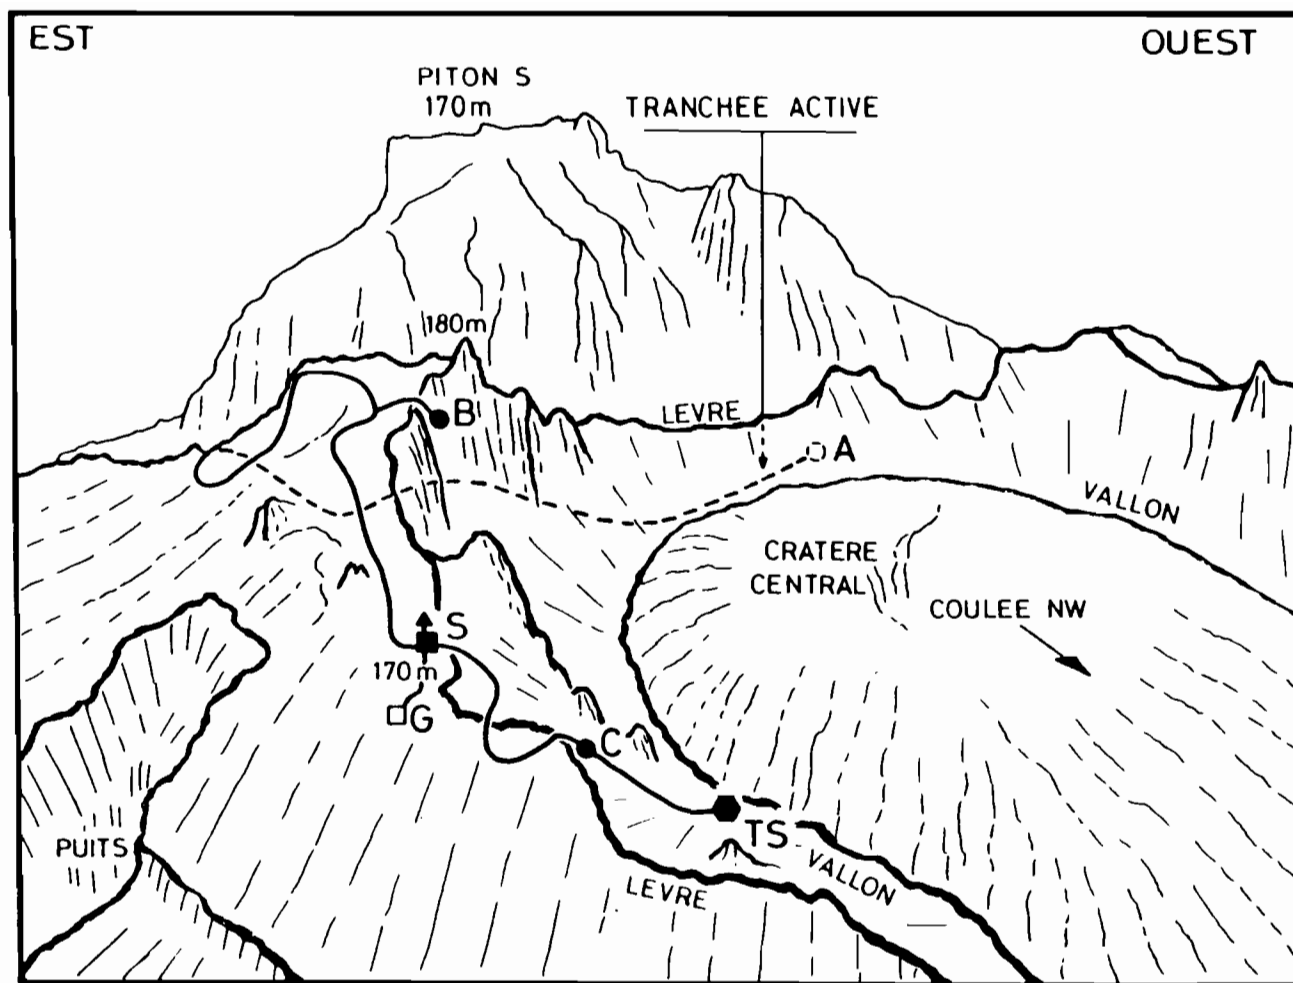 EST
OUEST
PITON S
170m
TRANCHEE ACTIVE
180m
B
LEVRE
A
VALLON
CRATERE
CENTRAL
COULEE NW
S
170m
G
C
TS
PUITS
VALLON
LEVRE